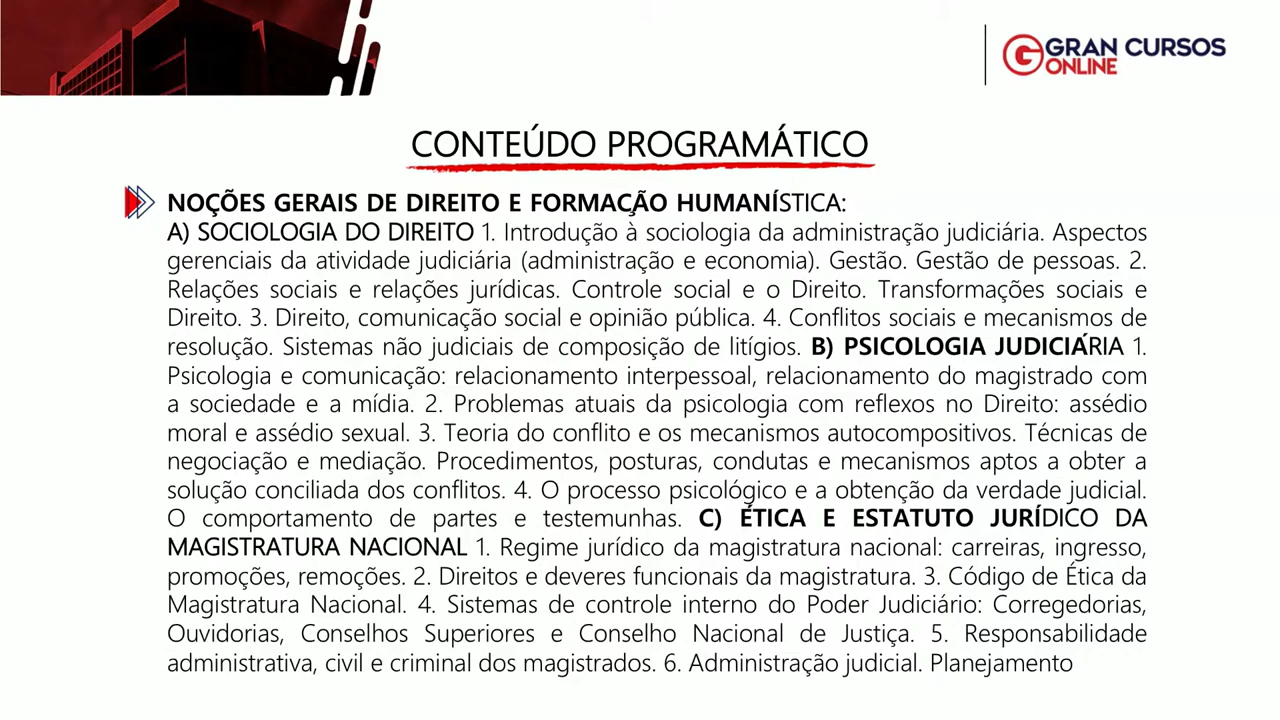 GRAN CURSOS
ONLINE
CONTEÚDO PROGRAMÁTICO
NOÇÕES GERAIS DE DIREITO E FORMAÇÃO HUMANÍSTICA:
A) SOCIOLOGIA DO DIREITO 1. Introdução à sociologia da administração judiciária. Aspectos
gerenciais da atividade judiciária (administração e economia). Gestão. Gestão de pessoas. 2.
Relações sociais e relações jurídicas. Controle social e o Direito. Transformações sociais e
Direito. 3. Direito, comunicação social e opinião pública. 4. Conflitos sociais e mecanismos de
resolução. Sistemas não judiciais de composição de litígios. B) PSICOLOGIA JUDICIÁRIA 1.
Psicologia e comunicação: relacionamento interpessoal, relacionamento do magistrado com
a sociedade e a mídia. 2. Problemas atuais da psicologia com reflexos no Direito: assédio
moral e assédio sexual. 3. Teoria do conflito e os mecanismos autocompositivos. Técnicas de
negociação e mediação. Procedimentos, posturas, condutas e mecanismos aptos a obter a
solução conciliada dos conflitos. 4. O processo psicológico e a obtenção da verdade judicial.
O comportamento de partes e testemunhas. C) ÉTICA E ESTATUTO JURÍDICO DA
MAGISTRATURA NACIONAL 1. Regime jurídico da magistratura nacional: carreiras, ingresso,
promoções, remoções. 2. Direitos e deveres funcionais da magistratura. 3. Código de Ética da
Magistratura Nacional. 4. Sistemas de controle interno do Poder Judiciário: Corregedorias,
Ouvidorias, Conselhos Superiores e Conselho Nacional de Justiça. 5. Responsabilidade
administrativa, civil e criminal dos magistrados. 6. Administração judicial. Planejamento